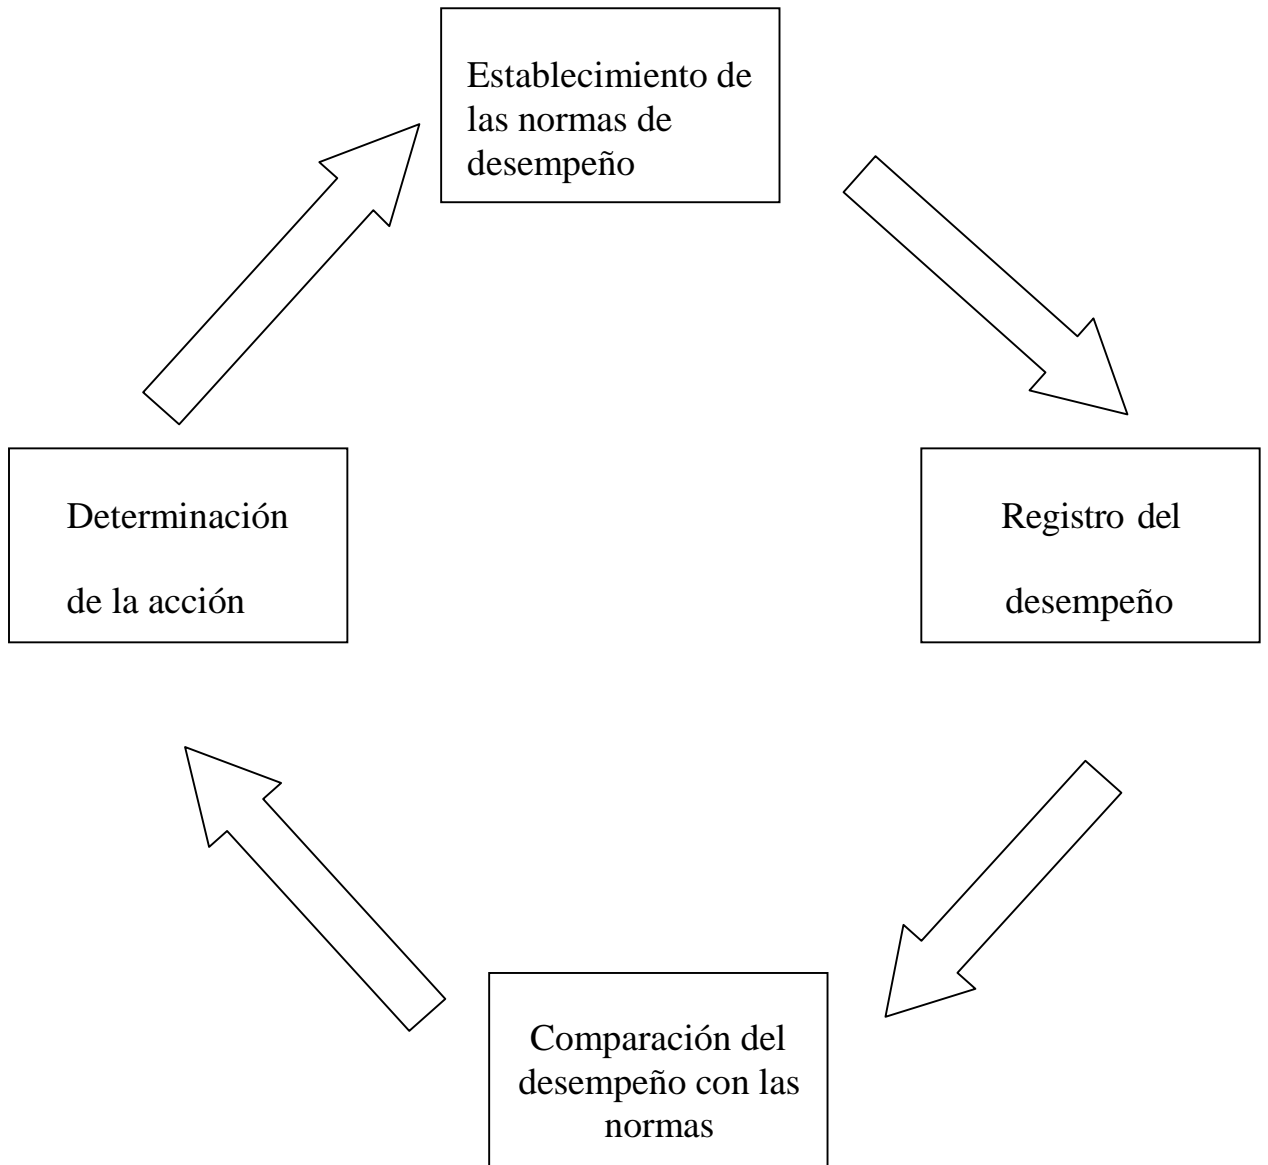 Establecimiento de
las normas de
desempeño
Determinación
de la acción
Registro del
desempeño
Comparación del
desempeño con las
normas